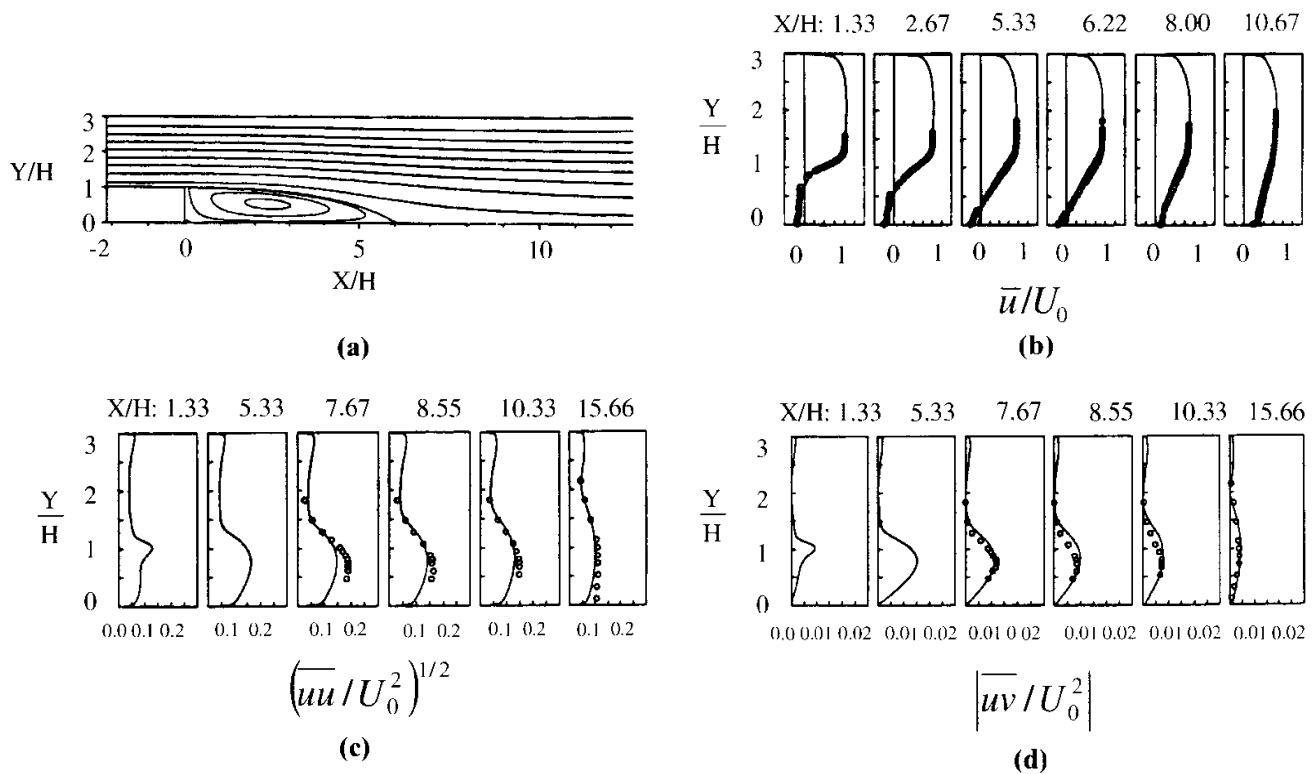 3
2
Y/H
1
0
-2
0
5
10
X/H
(a)
X/H: 1.33 2.67 5.33 6.22 8.00 10.67
3
Y
H
2
1
0
0 1 0 1 0 1 0 1 0 1 0 1
u̅/U₀
(b)
X/H: 1.33 5.33 7.67 8.55 10.33 15.66
3
2
Y
H
1
0
0.0 0.1 0.2 0.1 0.2 0.1 0.2 0.1 0.2 0.1 0.2 0.1 0.2
(u̅u̅/U₀²)^1/2
(c)
X/H: 1.33 5.33 7.67 8.55 10.33 15.66
3
2
Y
H
1
0
0.0 0.01 0.02 0.01 0.02 0.01 0.02 0.01 0.02 0.01 0.02 0.01 0.02
|u̅v̅/U₀²|
(d)